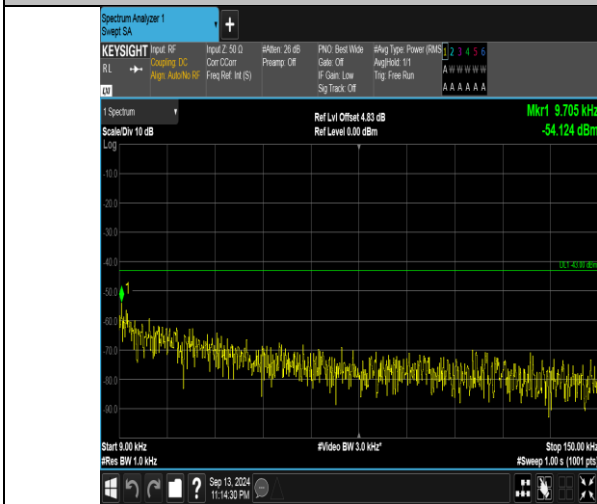 Spectrum Analyzer 1
Swept SA
+
KEYSIGHT Input: RF Input Z: 50 Ω #Atten: 26 dB PNO: Best Wide #Avg Type: Power (RMS 1 2 3 4 5 6
RL Coupling: DC Corr CCorr Preamp: Off Gate: Off Avg|Hold: 1/1 A W W W W W
Align: Auto/No RF Freq Ref: Int (S) IF Gain: Low Trig: Free Run
Sig Track: Off A A A A A A
1 Spectrum
Ref Lvl Offset 4.83 dB Mkr1 9.705 kHz
Scale/Div 10 dB Ref Level 0.00 dBm -54.124 dBm
Log
-10.0
-20.0
-30.0
-40.0
DL1 -43.00 dBm
-50.0
1
-60.0
-70.0
-80.0
-90.0
Start 9.00 kHz #Video BW 3.0 kHz* Stop 150.00 kHz
#Res BW 1.0 kHz #Sweep 1.00 s (1001 pts)
? Sep 13, 2024
11:14:30 PM